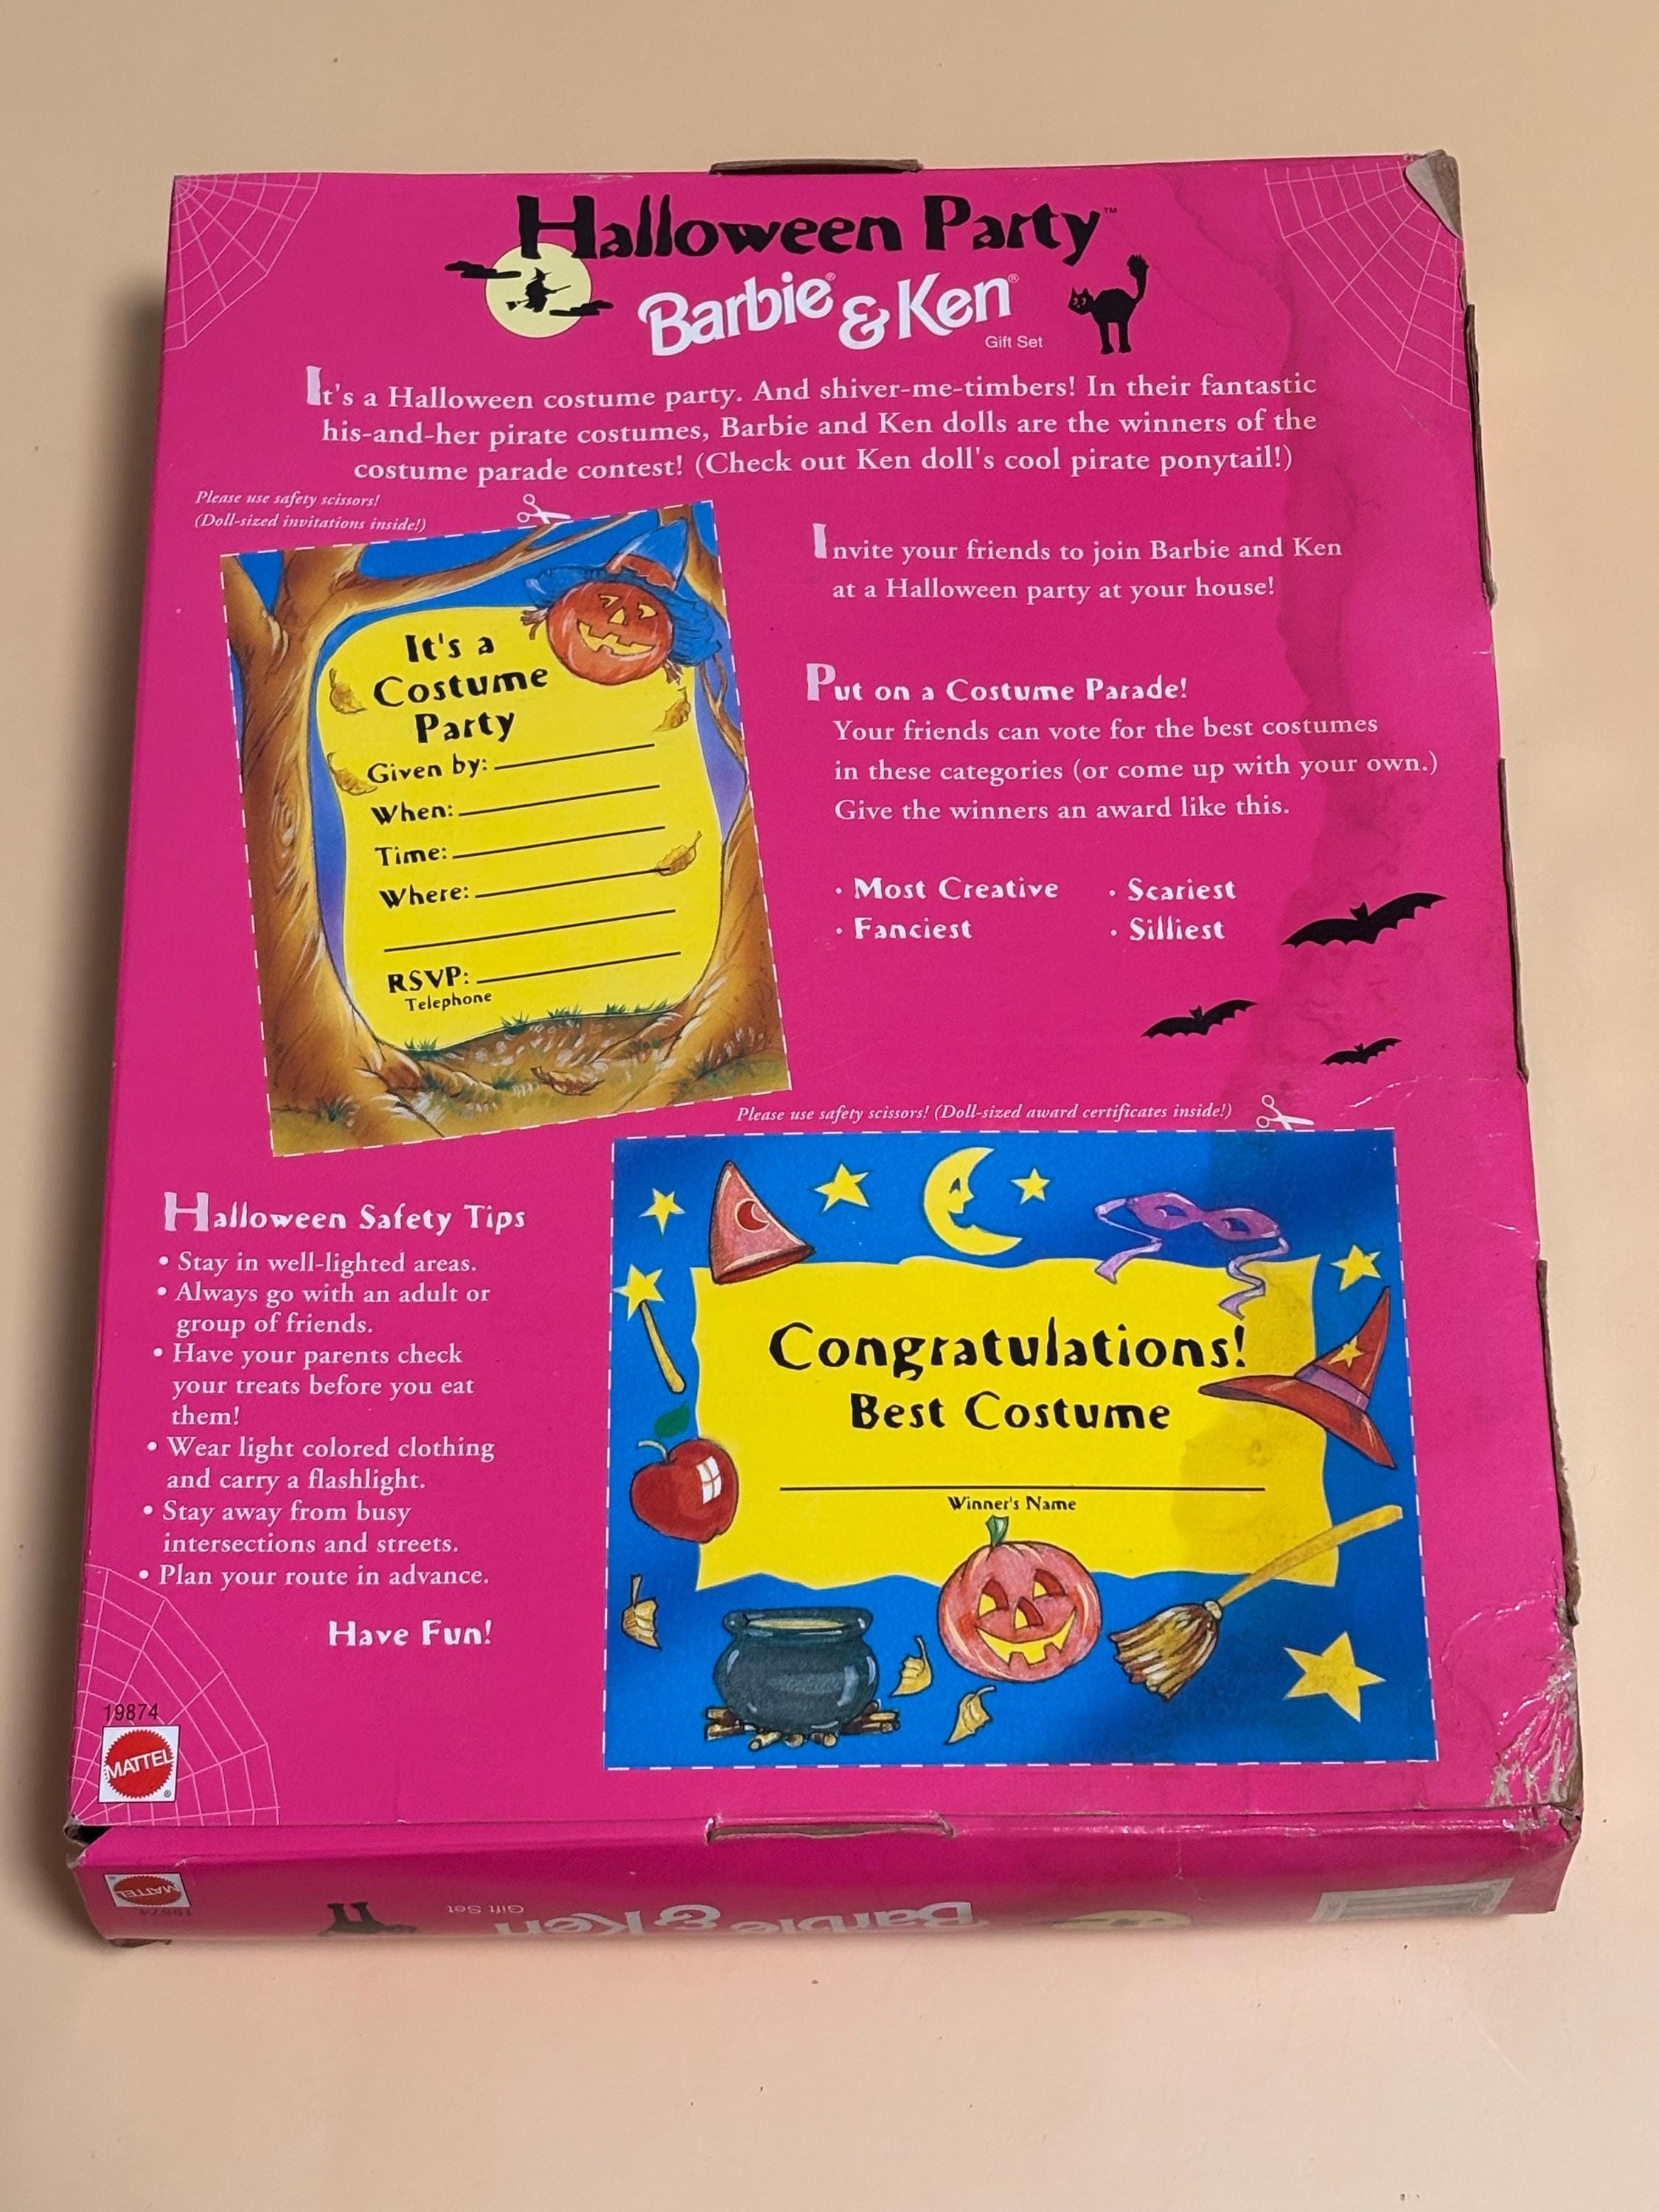 Halloween Party™
Barbie® & Ken®
Gift Set
It's a Halloween costume party. And shiver-me-timbers! In their fantastic
his-and-her pirate costumes, Barbie and Ken dolls are the winners of the
costume parade contest! (Check out Ken doll's cool pirate ponytail!)
Please use safety scissors!
(Doll-sized invitations inside!)
It's a
Costume
Party
Given by:
When:
Time:
Where:
RSVP:
Telephone
Invite your friends to join Barbie and Ken
at a Halloween party at your house!
Put on a Costume Parade!
Your friends can vote for the best costumes
in these categories (or come up with your own.)
Give the winners an award like this.
• Most Creative • Scariest
• Fanciest • Silliest
Please use safety scissors! (Doll-sized award certificates inside!)
Congratulations!
Best Costume
Winner's Name
Halloween Safety Tips
• Stay in well-lighted areas.
• Always go with an adult or
group of friends.
• Have your parents check
your treats before you eat
them!
• Wear light colored clothing
and carry a flashlight.
• Stay away from busy
intersections and streets.
• Plan your route in advance.
Have Fun!
19874
MATTEL®
MATTEL
19874
Barbie & Ken
Gift Set